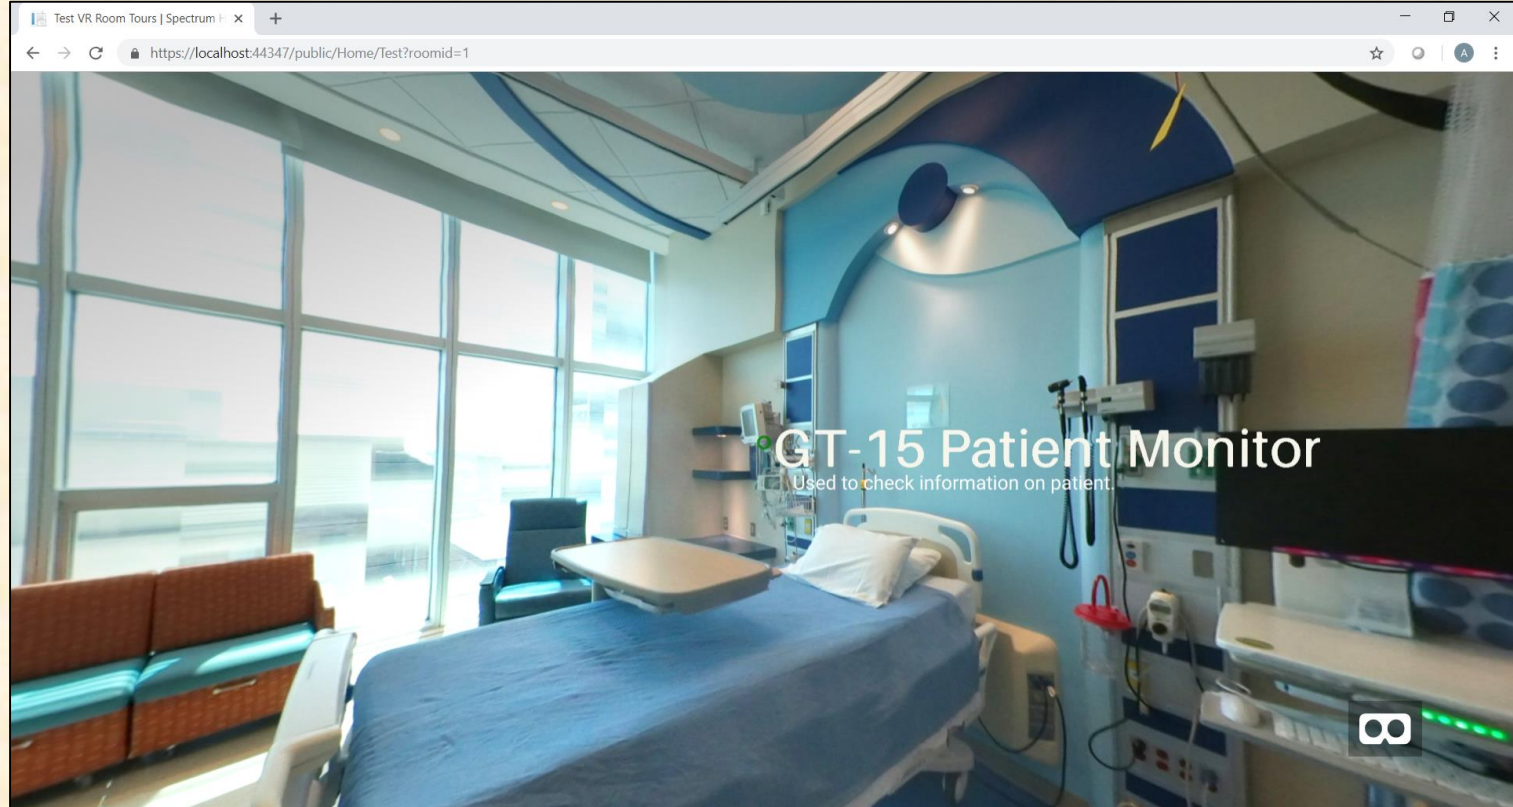 Test VR Room Tours | Spectrum H
https://localhost:44347/public/Home/Test?roomid=1
A
GT-15 Patient Monitor
Used to check information on patient.